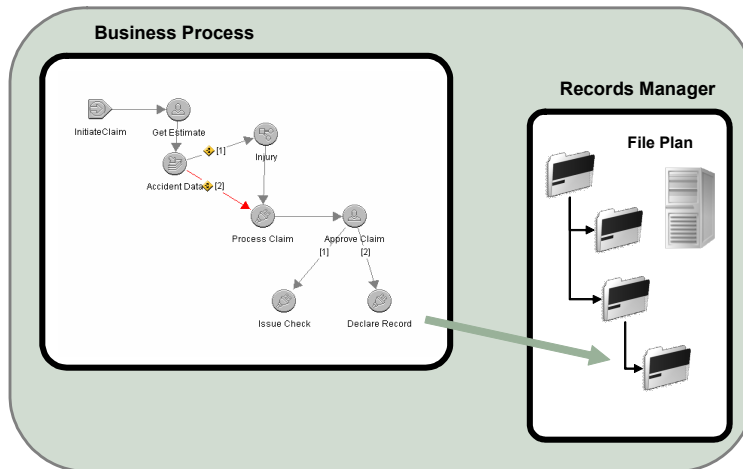 Business Process
Records Manager
File Plan
InitiateClaim
Get Estimate
[1]
Injury
Accident Data
[2]
Process Claim
Approve Claim
[1]
[2]
Issue Check
Declare Record